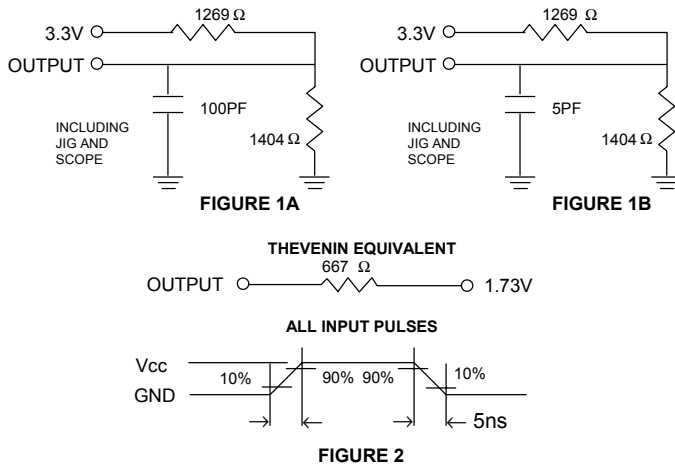 1269 Ω
3.3V
OUTPUT
100PF
INCLUDING
JIG AND
SCOPE
1404 Ω
FIGURE 1A
1269 Ω
3.3V
OUTPUT
5PF
INCLUDING
JIG AND
SCOPE
1404 Ω
FIGURE 1B
THEVENIN EQUIVALENT
667 Ω
OUTPUT 1.73V
ALL INPUT PULSES
Vcc
10% 90% 90% 10%
GND
5ns
FIGURE 2